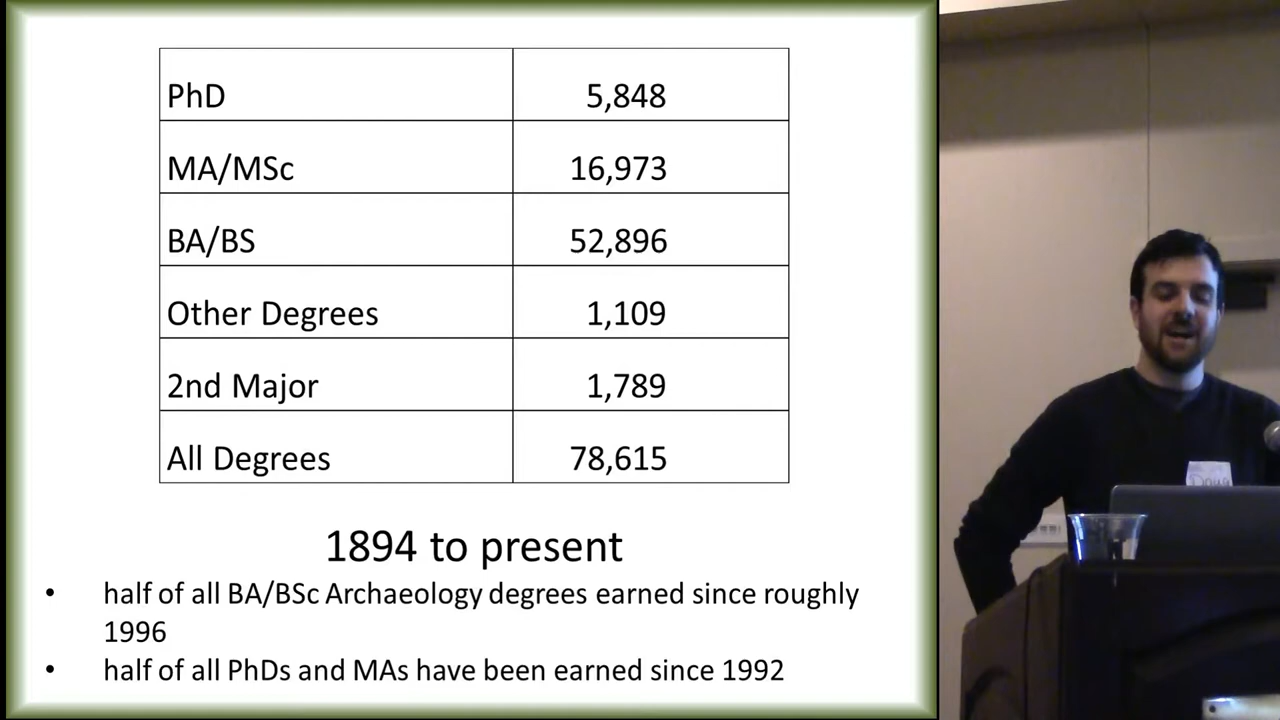 PhD 5,848
MA/MSc 16,973
BA/BS 52,896
Other Degrees 1,109
2nd Major 1,789
All Degrees 78,615
1894 to present
• half of all BA/BSc Archaeology degrees earned since roughly
1996
• half of all PhDs and MAs have been earned since 1992